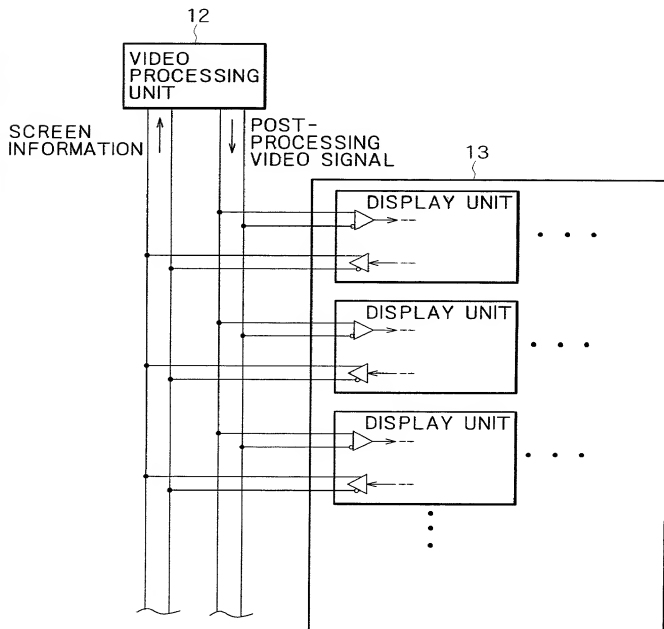 12
VIDEO
PROCESSING
UNIT
SCREEN
INFORMATION
POST-
PROCESSING
VIDEO SIGNAL
13
DISPLAY UNIT
DISPLAY UNIT
DISPLAY UNIT